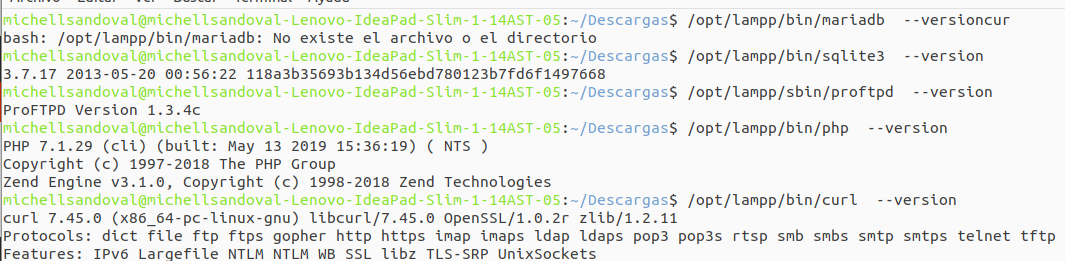 Archivo Editar Ver Buscar Terminal Ayuda
michellsandoval@michellsandoval-Lenovo-IdeaPad-Slim-1-14AST-05:~/Descargas$ /opt/lampp/bin/mariadb  --versioncur
bash: /opt/lampp/bin/mariadb: No existe el archivo o el directorio
michellsandoval@michellsandoval-Lenovo-IdeaPad-Slim-1-14AST-05:~/Descargas$ /opt/lampp/bin/sqlite3  --version
3.7.17 2013-05-20 00:56:22 118a3b35693b134d56ebd780123b7fd6f1497668
michellsandoval@michellsandoval-Lenovo-IdeaPad-Slim-1-14AST-05:~/Descargas$ /opt/lampp/sbin/proftpd  --version
ProFTPD Version 1.3.4c
michellsandoval@michellsandoval-Lenovo-IdeaPad-Slim-1-14AST-05:~/Descargas$ /opt/lampp/bin/php  --version
PHP 7.1.29 (cli) (built: May 13 2019 15:36:19) ( NTS )
Copyright (c) 1997-2018 The PHP Group
Zend Engine v3.1.0, Copyright (c) 1998-2018 Zend Technologies
michellsandoval@michellsandoval-Lenovo-IdeaPad-Slim-1-14AST-05:~/Descargas$ /opt/lampp/bin/curl  --version
curl 7.45.0 (x86_64-pc-linux-gnu) libcurl/7.45.0 OpenSSL/1.0.2r zlib/1.2.11
Protocols: dict file ftp ftps gopher http https imap imaps ldap ldaps pop3 pop3s rtsp smb smbs smtp smtps telnet tftp
Features: IPv6 Largefile NTLM NTLM_WB SSL libz TLS-SRP UnixSockets